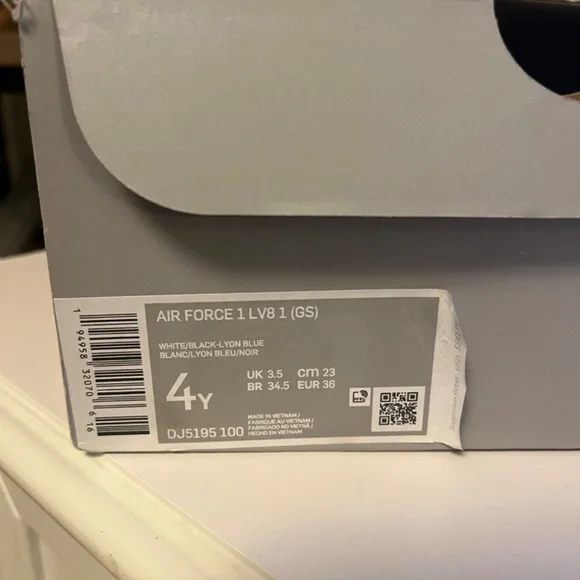 AIR FORCE 1 LV8 1 (GS)
WHITE/BLACK-LYON BLUE
BLANC/LYON BLEU/NOIR
4Y
UK 3.5 cm 23
BR 34.5 EUR 36
DJ5195 100
MADE IN VIETNAM /
FABRIQUÉ AU VIETNAM /
FABRICADO NO VIETNÃ /
HECHO EN VIETNAM
1 94958 32070 6 16